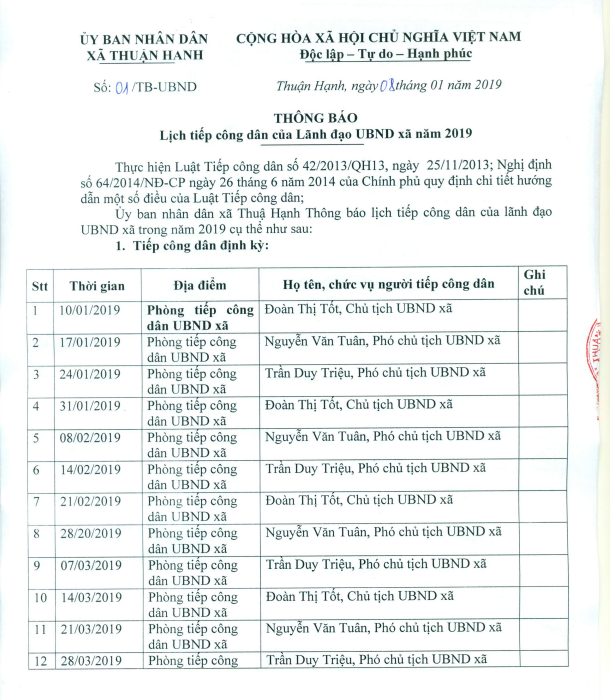 ỦY BAN NHÂN DÂN
XÃ THUẬN HẠNH
CỘNG HÒA XÃ HỘI CHỦ NGHĨA VIỆT NAM
Độc lập – Tự do – Hạnh phúc
Số: 01/TB-UBND
Thuận Hạnh, ngày 08 tháng 01 năm 2019
THÔNG BÁO
Lịch tiếp công dân của Lãnh đạo UBND xã năm 2019
Thực hiện Luật Tiếp công dân số 42/2013/QH13, ngày 25/11/2013; Nghị định
số 64/2014/NĐ-CP ngày 26 tháng 6 năm 2014 của Chính phủ quy định chi tiết hướng
dẫn một số điều của Luật Tiếp công dân;
Ủy ban nhân dân xã Thuạ Hạnh Thông báo lịch tiếp công dân của lãnh đạo
UBND xã trong năm 2019 cụ thể như sau:
1. Tiếp công dân định kỳ:
Stt Thời gian Địa điểm Họ tên, chức vụ người tiếp công dân Ghi
chú
1 10/01/2019 Phòng tiếp công Đoàn Thị Tốt, Chủ tịch UBND xã
dân UBND xã
2 17/01/2019 Phòng tiếp công Nguyễn Văn Tuân, Phó chủ tịch UBND xã
dân UBND xã
3 24/01/2019 Phòng tiếp công Trần Duy Triệu, Phó chủ tịch UBND xã
dân UBND xã
4 31/01/2019 Phòng tiếp công Đoàn Thị Tốt, Chủ tịch UBND xã
dân UBND xã
5 08/02/2019 Phòng tiếp công Nguyễn Văn Tuân, Phó chủ tịch UBND xã
dân UBND xã
6 14/02/2019 Phòng tiếp công Trần Duy Triệu, Phó chủ tịch UBND xã
dân UBND xã
7 21/02/2019 Phòng tiếp công Đoàn Thị Tốt, Chủ tịch UBND xã
dân UBND xã
8 28/20/2019 Phòng tiếp công Nguyễn Văn Tuân, Phó chủ tịch UBND xã
dân UBND xã
9 07/03/2019 Phòng tiếp công Trần Duy Triệu, Phó chủ tịch UBND xã
dân UBND xã
10 14/03/2019 Phòng tiếp công Đoàn Thị Tốt, Chủ tịch UBND xã
dân UBND xã
11 21/03/2019 Phòng tiếp công Nguyễn Văn Tuân, Phó chủ tịch UBND xã
dân UBND xã
12 28/03/2019 Phòng tiếp công Trần Duy Triệu, Phó chủ tịch UBND xã